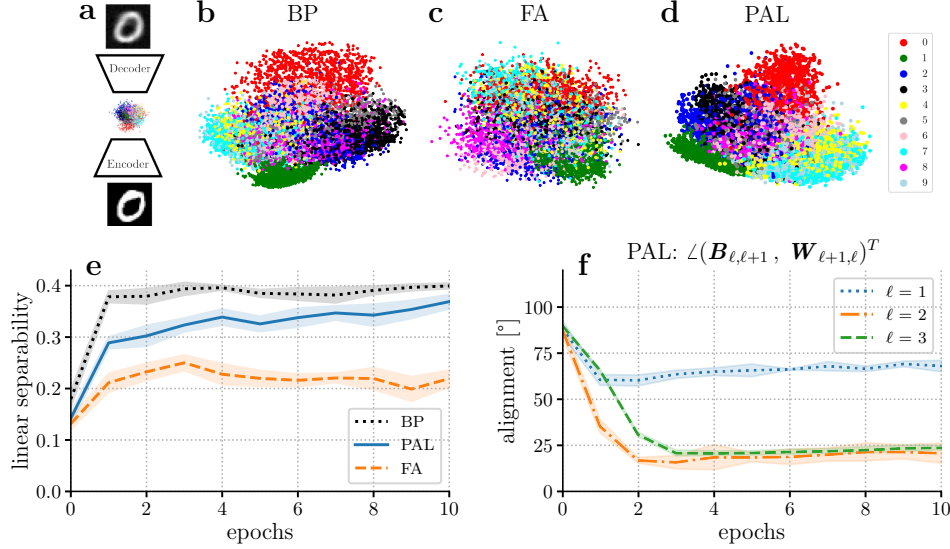 a
b BP
c FA
d PAL
Decoder
Encoder
0
1
2
3
4
5
6
7
8
9
e
linear separability
0.4
0.3
0.2
0.1
0.0
BP
PAL
FA
0 2 4 6 8 10
epochs
f
PAL: ∠(B_{ℓ,ℓ+1}, W_{ℓ+1,ℓ})^T
alignment [°]
100
75
50
25
0
ℓ = 1
ℓ = 2
ℓ = 3
0 2 4 6 8 10
epochs